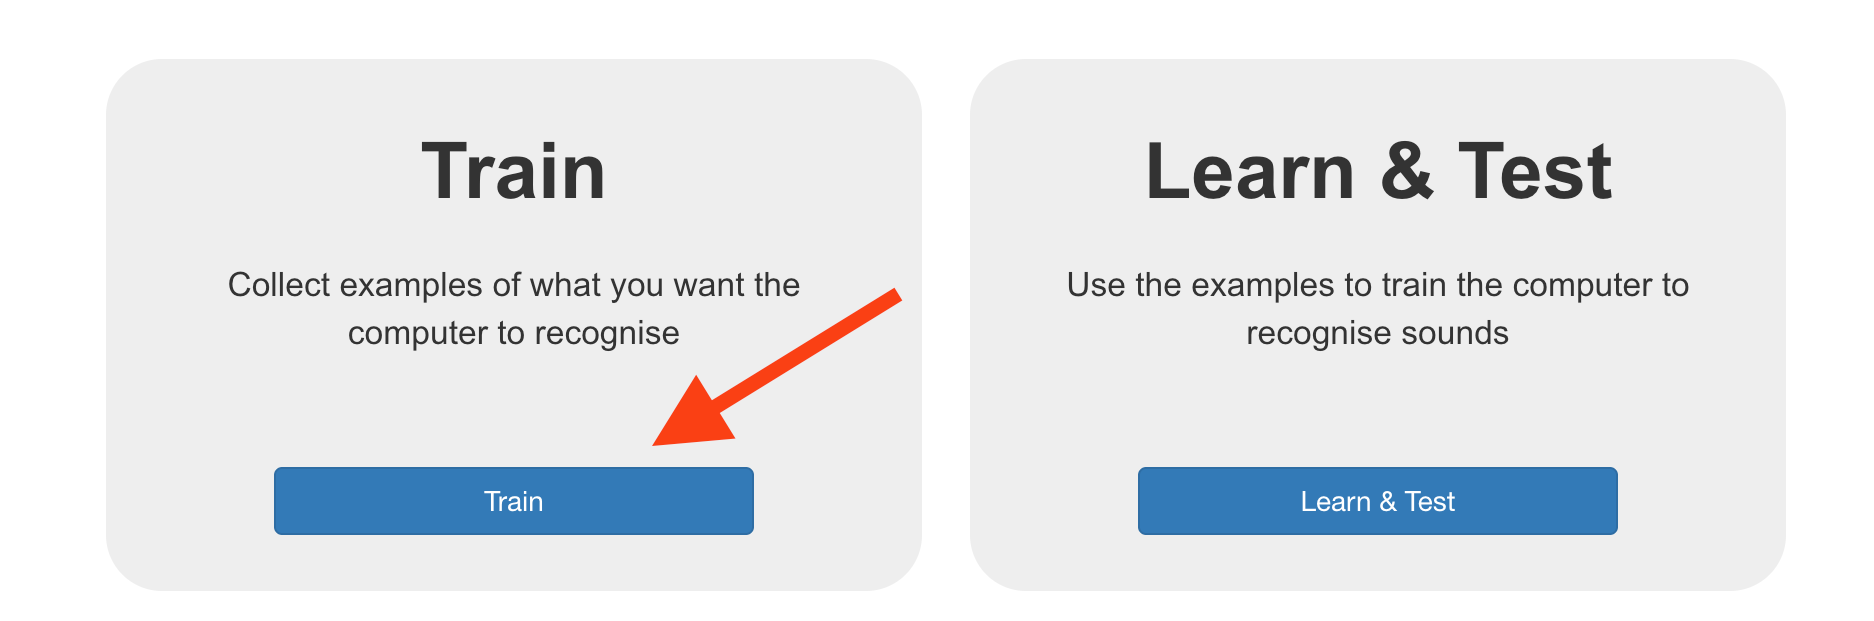 Train
Collect examples of what you want the
computer to recognise
Train
Learn & Test
Use the examples to train the computer to
recognise sounds
Learn & Test